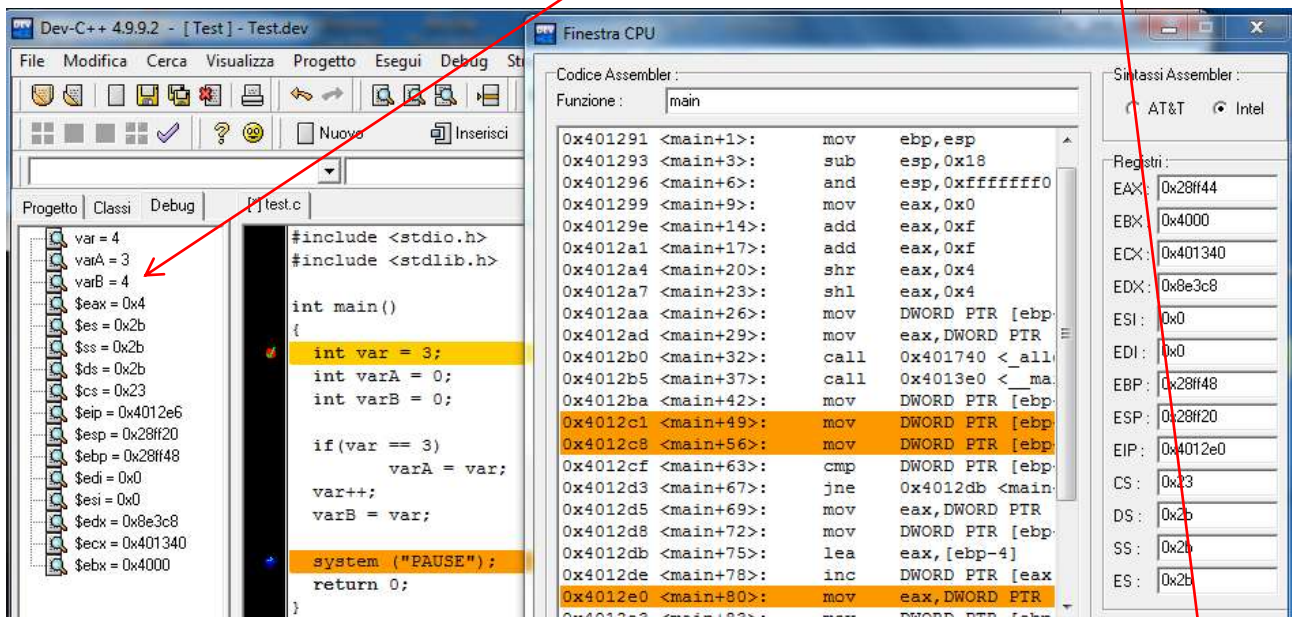 Dev-C++ 4.9.9.2 - [ Test ] - Test.dev
File Modifica Cerca Visualizza Progetto Esegui Debug
Nuovo Inserisci
Progetto Classi Debug
var = 4
varA = 3
varB = 4
$eax = 0x4
$es = 0x2b
$ss = 0x2b
$ds = 0x2b
$cs = 0x23
$eip = 0x4012e6
$esp = 0x28ff20
$ebp = 0x28ff48
$edi = 0x0
$esi = 0x0
$edx = 0x8e3c8
$ecx = 0x401340
$ebx = 0x4000
[*] test.c
#include <stdio.h>
#include <stdlib.h>
int main()
{
int var = 3;
int varA = 0;
int varB = 0;
if(var == 3)
varA = var;
var++;
varB = var;
system ("PAUSE");
return 0;
}
Finestra CPU
Codice Assembler :
Funzione : main
0x401291 <main+1>: mov ebp,esp
0x401293 <main+3>: sub esp,0x18
0x401296 <main+6>: and esp,0xfffffff0
0x401299 <main+9>: mov eax,0x0
0x40129e <main+14>: add eax,0xf
0x4012a1 <main+17>: add eax,0xf
0x4012a4 <main+20>: shr eax,0x4
0x4012a7 <main+23>: shl eax,0x4
0x4012aa <main+26>: mov DWORD PTR [ebp-
0x4012ad <main+29>: mov eax,DWORD PTR
0x4012b0 <main+32>: call 0x401740 <_all
0x4012b5 <main+37>: call 0x4013e0 <__ma
0x4012ba <main+42>: mov DWORD PTR [ebp-
0x4012c1 <main+49>: mov DWORD PTR [ebp-
0x4012c8 <main+56>: mov DWORD PTR [ebp-
0x4012cf <main+63>: cmp DWORD PTR [ebp-
0x4012d3 <main+67>: jne 0x4012db <main-
0x4012d5 <main+69>: mov eax,DWORD PTR
0x4012d8 <main+72>: mov DWORD PTR [ebp-
0x4012db <main+75>: lea eax,[ebp-4]
0x4012de <main+78>: inc DWORD PTR [eax
0x4012e0 <main+80>: mov eax,DWORD PTR
Sintassi Assembler :
AT&T Intel
Registri :
EAX : 0x28ff44
EBX : 0x4000
ECX : 0x401340
EDX : 0x8e3c8
ESI : 0x0
EDI : 0x0
EBP : 0x28ff48
ESP : 0x28ff20
EIP : 0x4012e0
CS : 0x23
DS : 0x2b
SS : 0x2b
ES : 0x2b